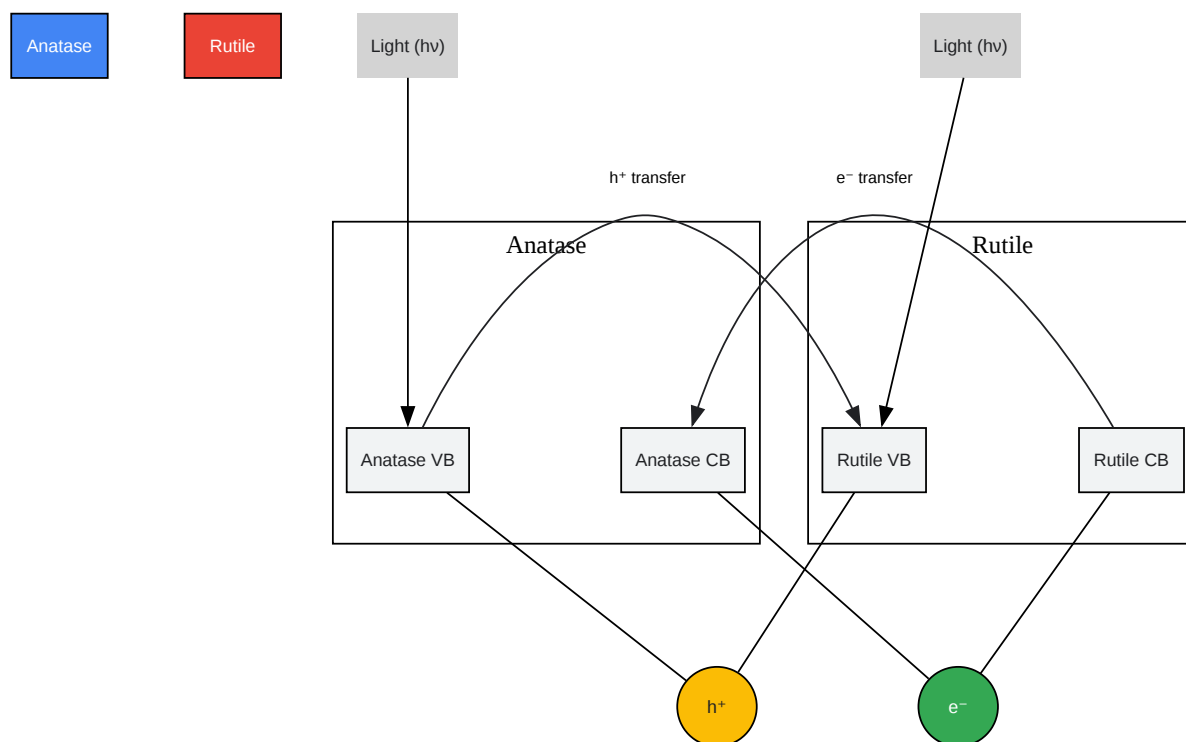 Anatase
Rutile
Light (hν)
Light (hν)
h⁺ transfer
e⁻ transfer
Anatase
Rutile
Anatase VB
Anatase CB
Rutile VB
Rutile CB
h⁺
e⁻